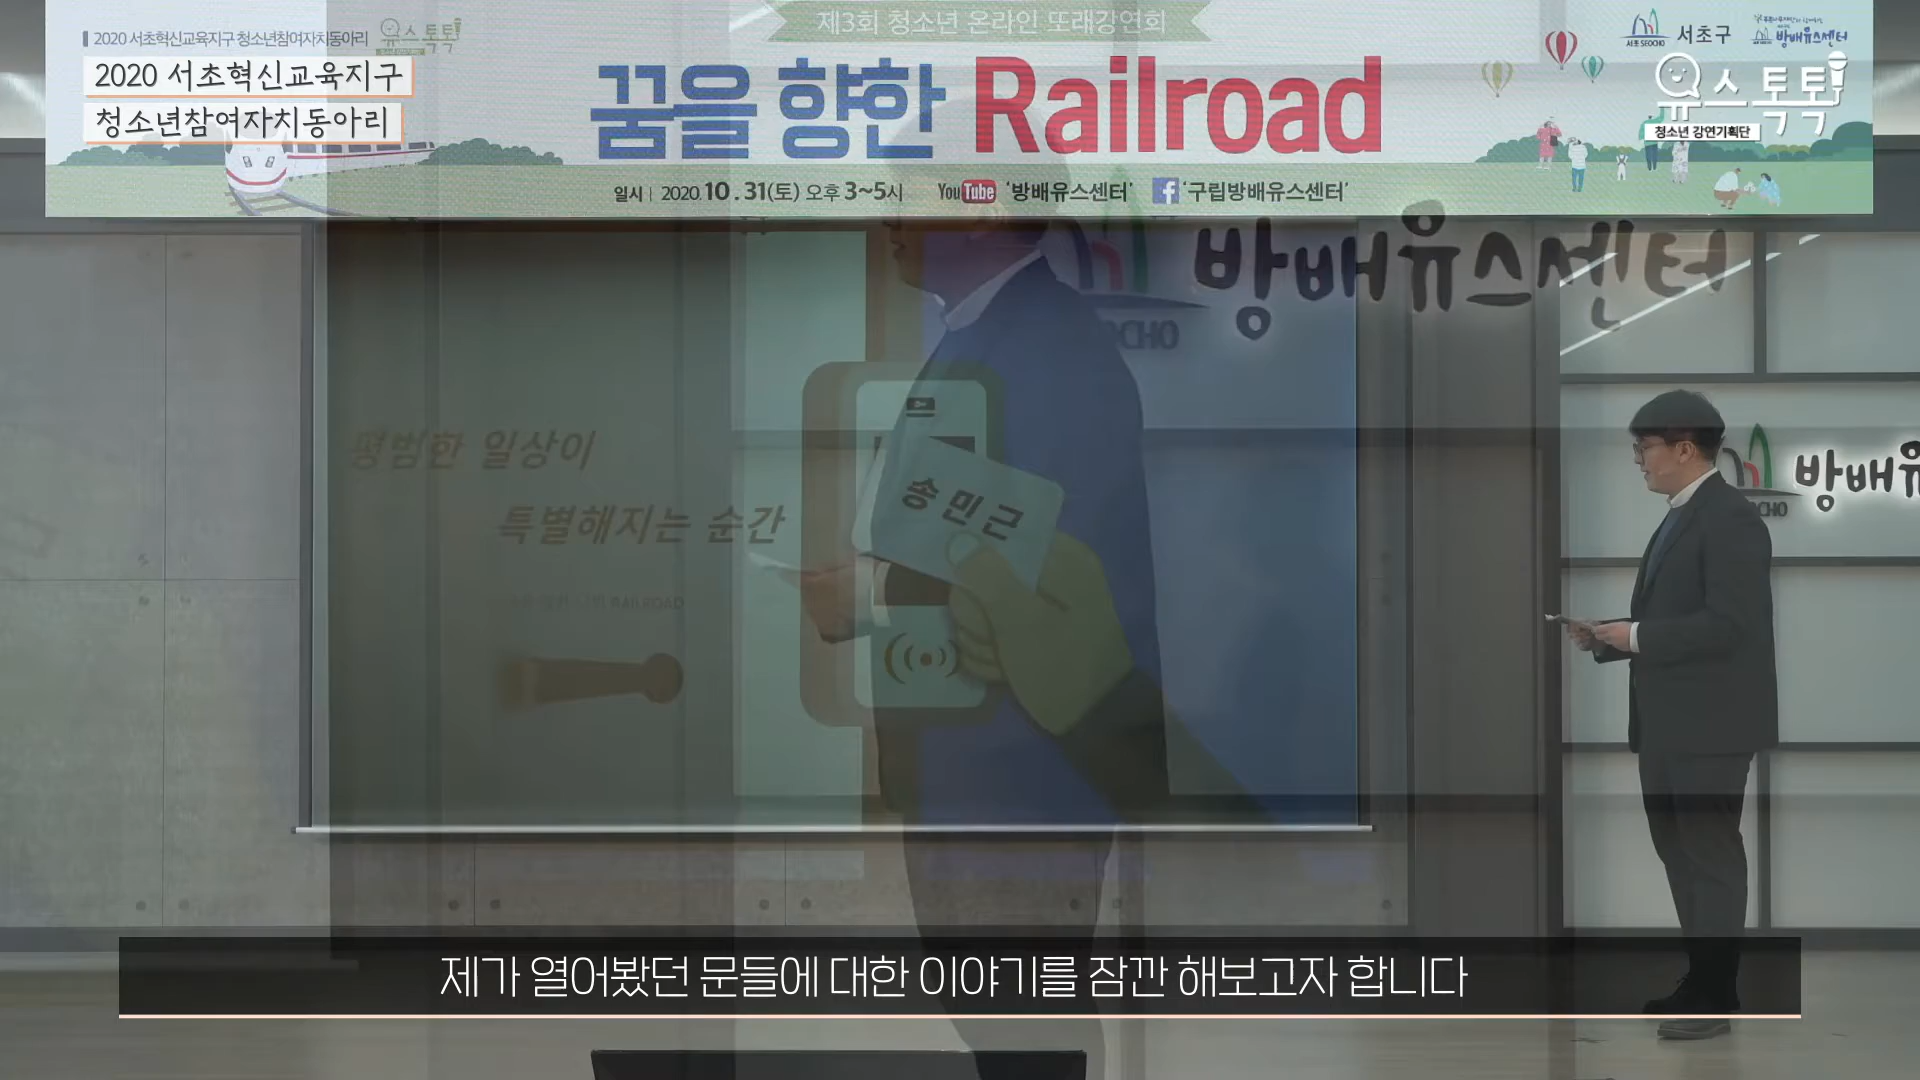 제3회 청소년 온라인 또래강연회
2020 서초혁신교육지구 청소년참여자치동아리 유스톡톡
2020 서초혁신교육지구
청소년참여자치동아리
꿈을 향한 Railroad
일시 | 2020. 10. 31(토) 오후 3~5시 YouTube '방배유스센터' f '구립방배유스센터'
서초 SEOCHO 서초구
방배유스센터
유스톡톡
청소년 강연기획단
방배유스센터
OHO
평범한 일상이
특별해지는 순간
RAILROAD
송민근
방배유
CHO
제가 열어봤던 문들에 대한 이야기를 잠깐 해보고자 합니다